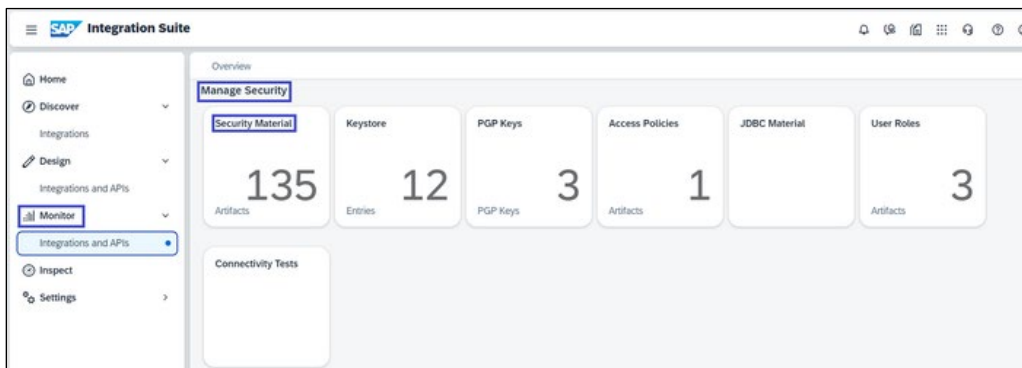 SAP Integration Suite
Home
Discover
Integrations
Design
Integrations and APIs
Monitor
Integrations and APIs
Inspect
Settings
Overview
Manage Security
Security Material
135
Artifacts
Keystore
12
Entries
PGP Keys
3
PGP Keys
Access Policies
1
Artifacts
JDBC Material
User Roles
3
Artifacts
Connectivity Tests